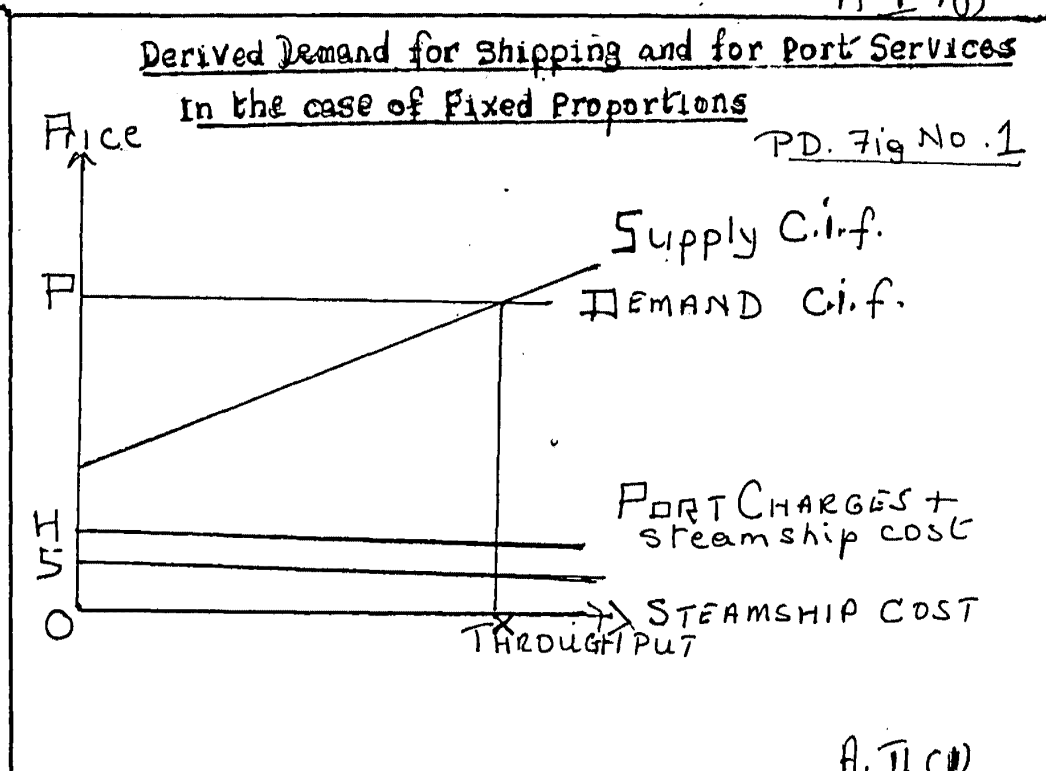 Derived Demand for Shipping and for Port Services
In the case of Fixed Proportions
Price
PD. Fig No. 1
Supply C.i.f.
P
DEMAND C.i.f.
PORT CHARGES +
steamship cost
H
S
STEAMSHIP COST
O
X
THROUGHPUT
A. II (1)